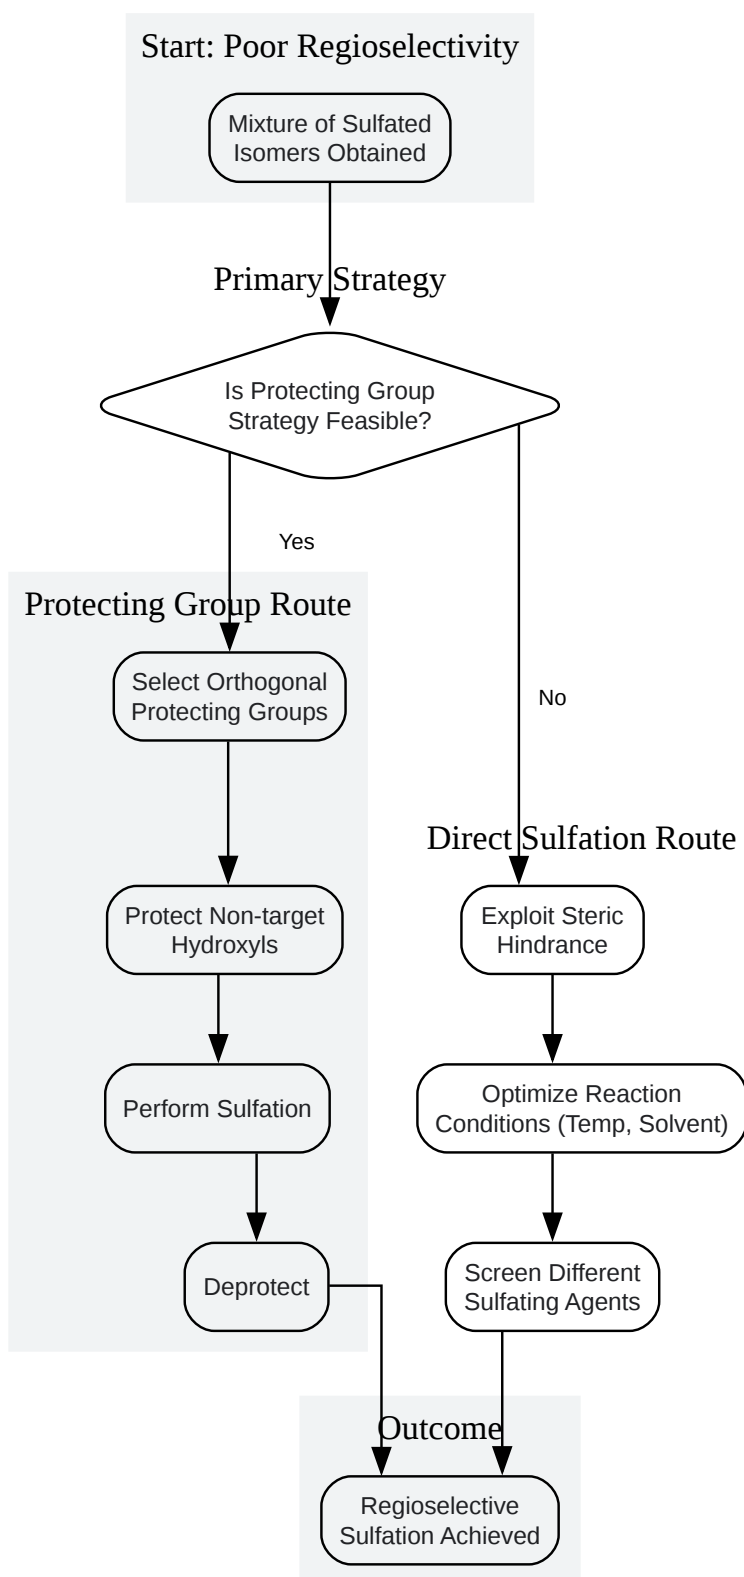 Start: Poor Regioselectivity
Mixture of Sulfated
Isomers Obtained
Primary Strategy
Is Protecting Group
Strategy Feasible?
Yes
Protecting Group Route
Select Orthogonal
Protecting Groups
No
Direct Sulfation Route
Protect Non-target
Hydroxyls
Exploit Steric
Hindrance
Perform Sulfation
Optimize Reaction
Conditions (Temp, Solvent)
Deprotect
Screen Different
Sulfating Agents
Outcome
Regioselective
Sulfation Achieved